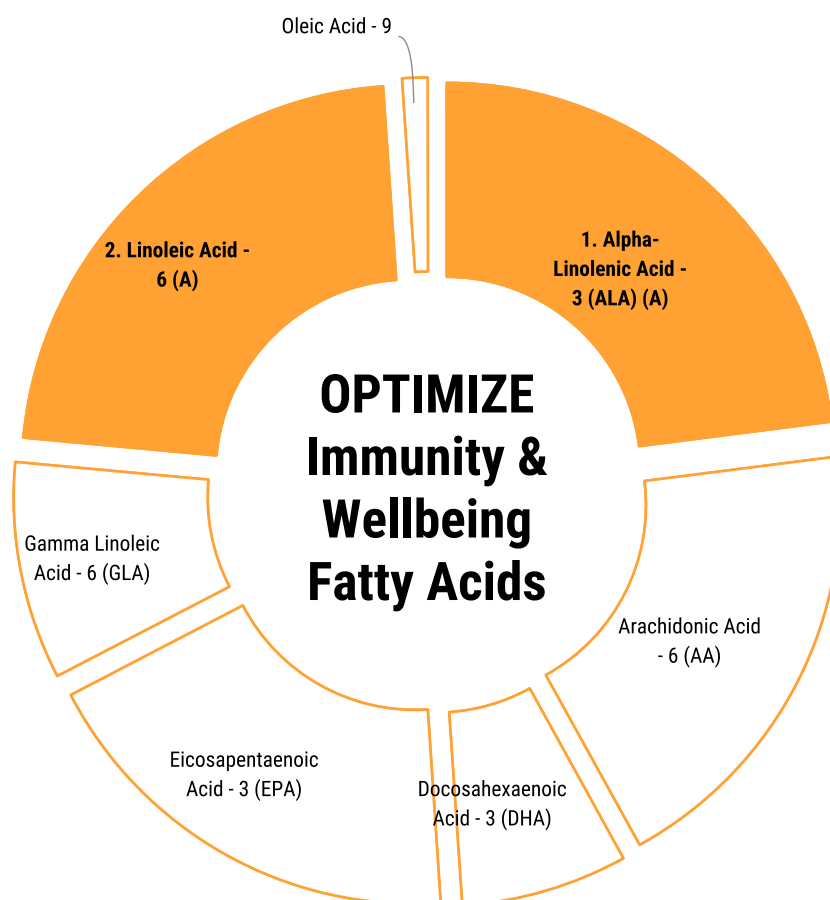 Oleic Acid - 9
2. Linoleic Acid -
6 (A)
1. Alpha-
Linolenic Acid -
3 (ALA) (A)
OPTIMIZE
Immunity &
Wellbeing
Fatty Acids
Gamma Linoleic
Acid - 6 (GLA)
Arachidonic Acid
- 6 (AA)
Eicosapentaenoic
Acid - 3 (EPA)
Docosahexaenoic
Acid - 3 (DHA)